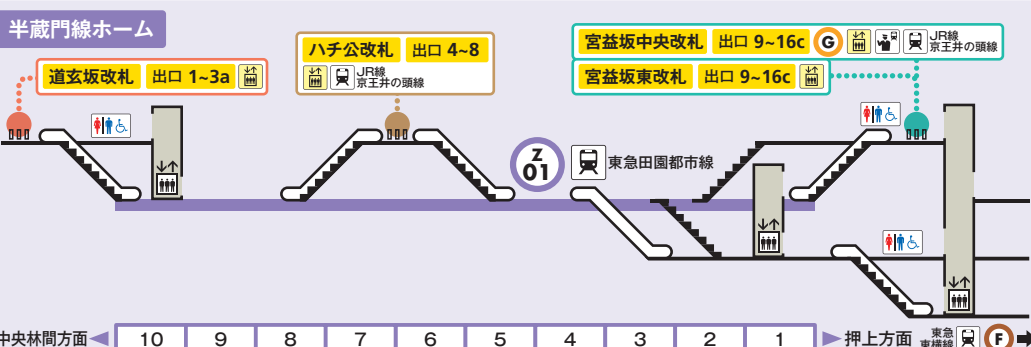 半蔵門線ホーム
道玄坂改札 出口 1~3a
ハチ公改札 出口 4~8
JR線
京王井の頭線
宮益坂中央改札 出口 9~16c G
JR線
京王井の頭線
宮益坂東改札 出口 9~16c
Z
01
東急田園都市線
中央林間方面 10 9 8 7 6 5 4 3 2 1 押上方面
東急
東横線
F